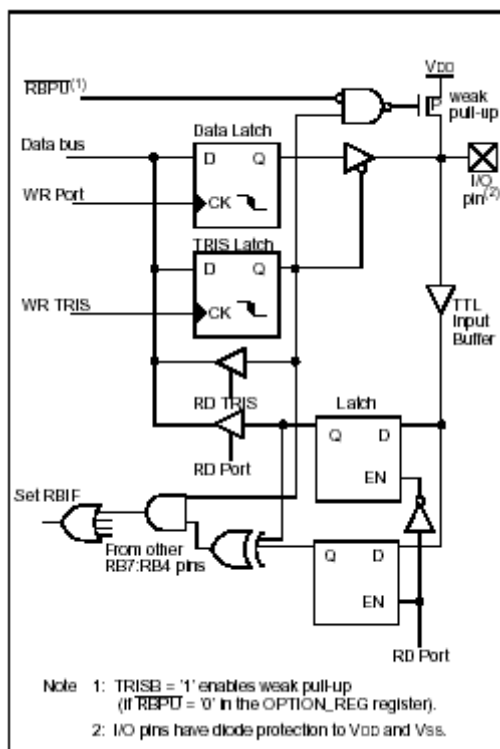 VDD
RBPU(1)
weak
pull-up
P
Data Latch
Data bus
D Q
I/O
pin(2)
WR Port
CK
TRIS Latch
D Q
TTL
Input
Buffer
WR TRIS
CK
RD TRIS
Latch
Q D
RD Port
EN
Set RBIF
From other
RB7:RB4 pins
Q D
EN
RD Port
Note 1: TRISB = '1' enables weak pull-up
(if RBPU = '0' in the OPTION_REG register).
2: I/O pins have diode protection to VDD and VSS.